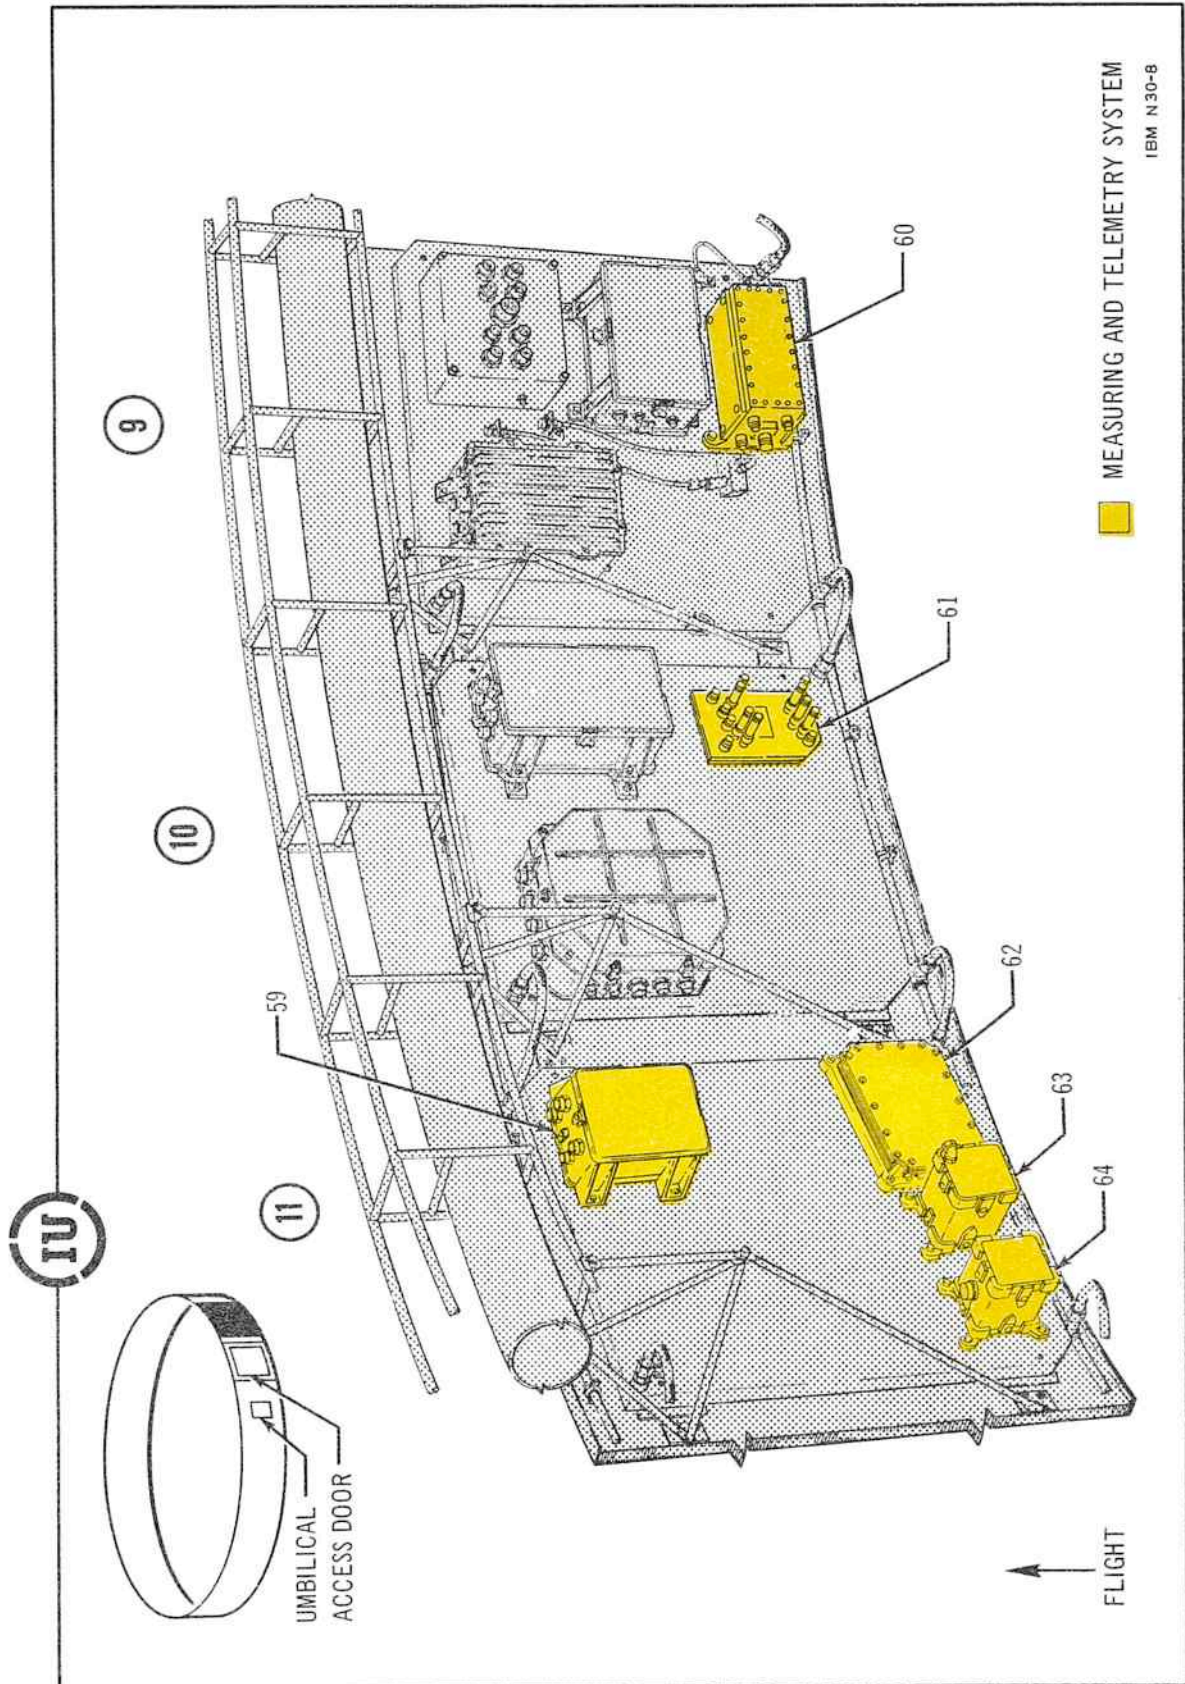 IU
11
10
9
UMBILICAL
ACCESS DOOR
59
60
61
62
63
64
FLIGHT
MEASURING AND TELEMETRY SYSTEM
IBM N30-8